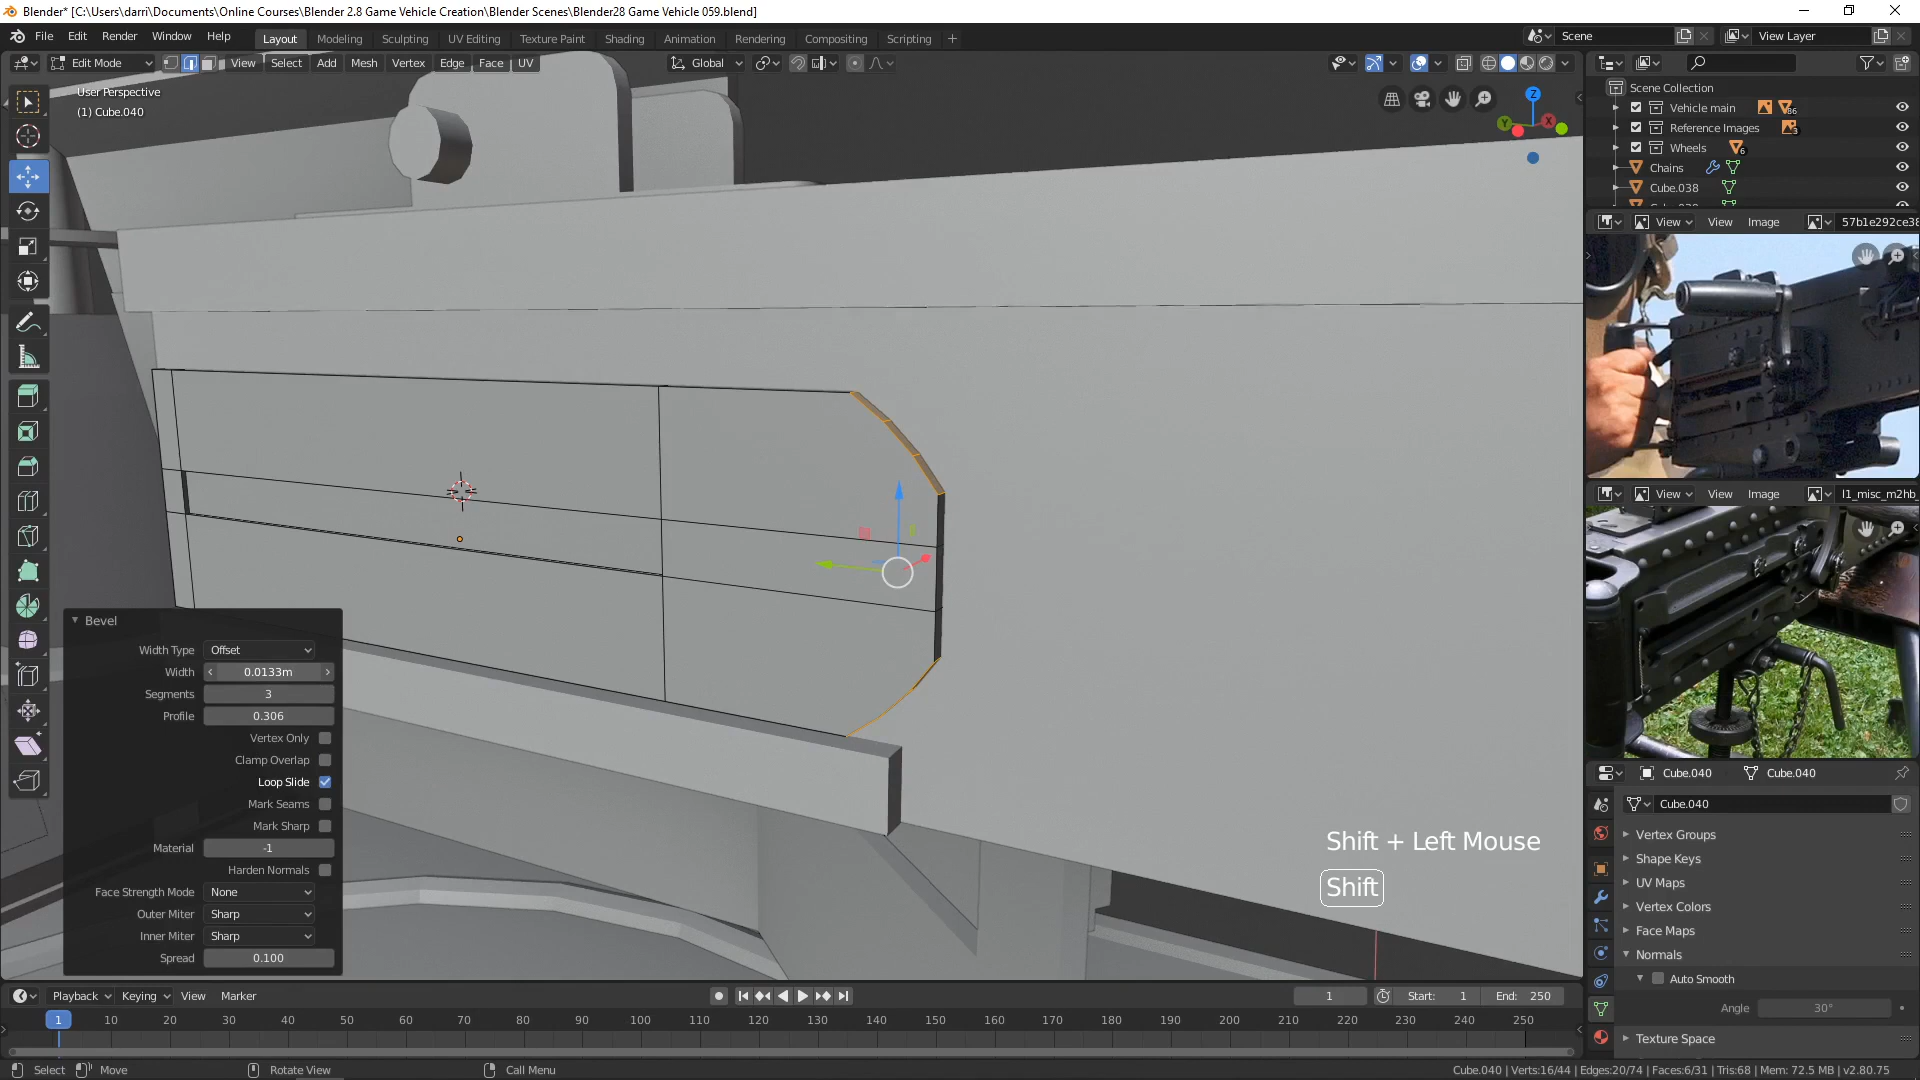 Blender* [C:\Users\darri\Documents\Online Courses\Blender 2.8 Game Vehicle Creation\Blender Scenes\Blender28 Game Vehicle 059.blend]
File Edit Render Window Help
Layout Modeling Sculpting UV Editing Texture Paint Shading Animation Rendering Compositing Scripting +
Scene
View Layer
Edit Mode View Select Add Mesh Vertex Edge Face UV
Global
User Perspective
(1) Cube.040
Z
Y
X
Scene Collection
Vehicle main 86
Reference Images 3
Wheels 6
Chains
Cube.038
View View Image 57b1e292ce38
View View Image l1_misc_m2hb_
Bevel
Width Type Offset
Width 0.0133m
Segments 3
Profile 0.306
Vertex Only
Clamp Overlap
Loop Slide
Mark Seams
Mark Sharp
Material -1
Harden Normals
Face Strength Mode None
Outer Miter Sharp
Inner Miter Sharp
Spread 0.100
Shift + Left Mouse
Shift
Cube.040 Cube.040
Cube.040
Vertex Groups
Shape Keys
UV Maps
Vertex Colors
Face Maps
Normals
Auto Smooth
Angle 30°
Texture Space
Playback Keying View Marker
1
Start: 1
End: 250
1 10 20 30 40 50 60 70 80 90 100 110 120 130 140 150 160 170 180 190 200 210 220 230 240 250
Select Move Rotate View Call Menu
Cube.040 | Verts:16/44 | Edges:20/74 | Faces:6/31 | Tris:68 | Mem: 72.5 MB | v2.80.75